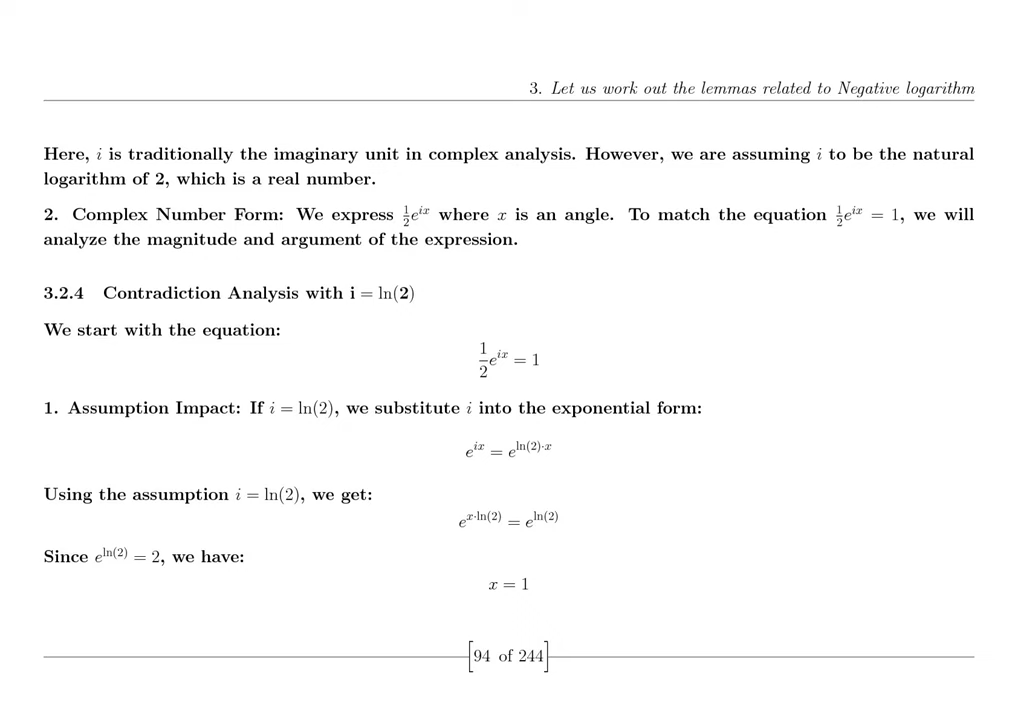 3. Let us work out the lemmas related to Negative logarithm
Here, i is traditionally the imaginary unit in complex analysis. However, we are assuming i to be the natural
logarithm of 2, which is a real number.
2. Complex Number Form: We express \frac{1}{2}e^{ix} where x is an angle. To match the equation \frac{1}{2}e^{ix} = 1, we will
analyze the magnitude and argument of the expression.
3.2.4 Contradiction Analysis with i = ln(2)
We start with the equation:
\frac{1}{2}e^{ix} = 1
1. Assumption Impact: If i = ln(2), we substitute i into the exponential form:
e^{ix} = e^{ln(2)·x}
Using the assumption i = ln(2), we get:
e^{x·ln(2)} = e^{ln(2)}
Since e^{ln(2)} = 2, we have:
x = 1
[94 of 244]